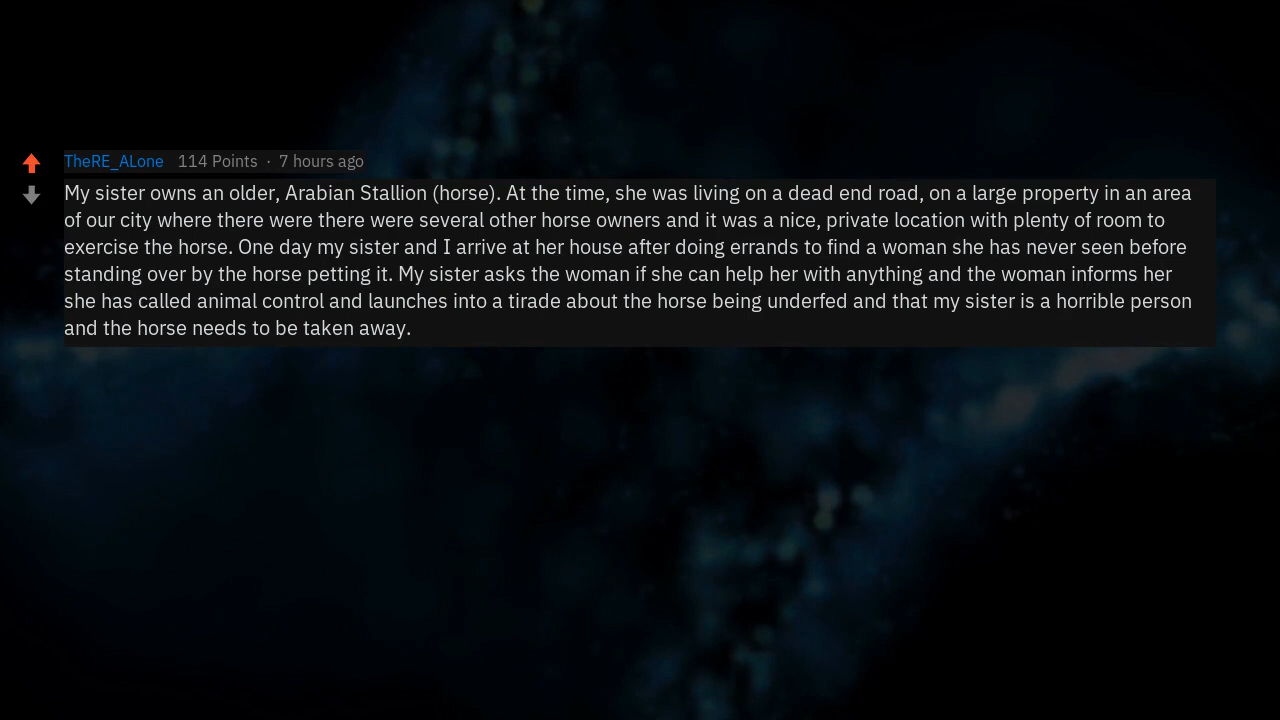 TheRE_ALone 114 Points · 7 hours ago
My sister owns an older, Arabian Stallion (horse). At the time, she was living on a dead end road, on a large property in an area
of our city where there were there were several other horse owners and it was a nice, private location with plenty of room to
exercise the horse. One day my sister and I arrive at her house after doing errands to find a woman she has never seen before
standing over by the horse petting it. My sister asks the woman if she can help her with anything and the woman informs her
she has called animal control and launches into a tirade about the horse being underfed and that my sister is a horrible person
and the horse needs to be taken away.